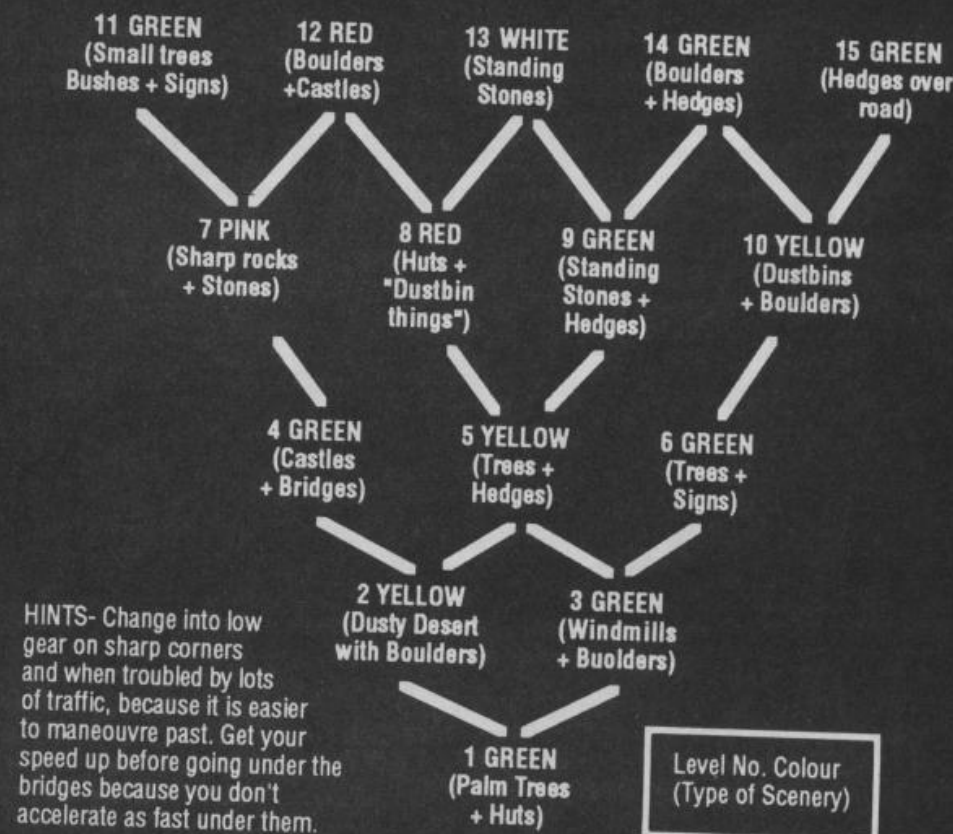 11 GREEN
(Small trees
Bushes + Signs)
12 RED
(Boulders
+Castles)
13 WHITE
(Standing
Stones)
14 GREEN
(Boulders
+ Hedges)
15 GREEN
(Hedges over
road)
7 PINK
(Sharp rocks
+ Stones)
8 RED
(Huts +
"Dustbin
things")
9 GREEN
(Standing
Stones +
Hedges)
10 YELLOW
(Dustbins
+ Boulders)
4 GREEN
(Castles
+ Bridges)
5 YELLOW
(Trees +
Hedges)
6 GREEN
(Trees +
Signs)
2 YELLOW
(Dusty Desert
with Boulders)
3 GREEN
(Windmills
+ Buolders)
1 GREEN
(Palm Trees
+ Huts)
HINTS- Change into low
gear on sharp corners
and when troubled by lots
of traffic, because it is easier
to maneouvre past. Get your
speed up before going under the
bridges because you don't
accelerate as fast under them.
Level No. Colour
(Type of Scenery)